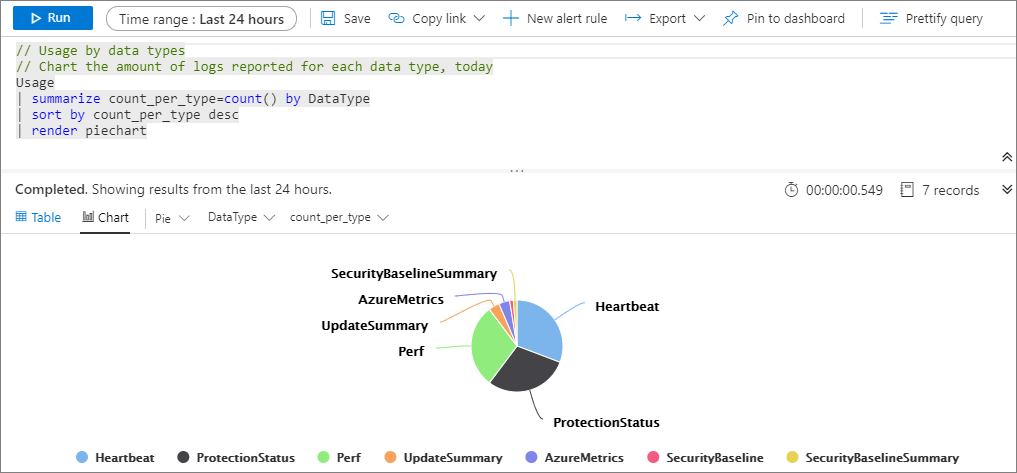 Run Time range : Last 24 hours Save Copy link New alert rule Export Pin to dashboard Prettify query
// Usage by data types
// Chart the amount of logs reported for each data type, today
Usage
| summarize count_per_type=count() by DataType
| sort by count_per_type desc
| render piechart
Completed. Showing results from the last 24 hours. 00:00:00.549 7 records
Table Chart Pie DataType count_per_type
SecurityBaselineSummary
AzureMetrics
Heartbeat
UpdateSummary
Perf
ProtectionStatus
Heartbeat ProtectionStatus Perf UpdateSummary AzureMetrics SecurityBaseline SecurityBaselineSummary